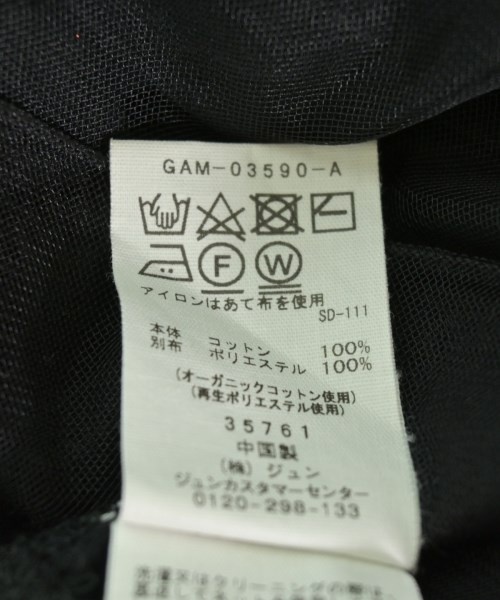 GAM-03590-A
F W
アイロンはあて布を使用
SD-111
本体 コットン 100%
別布 ポリエステル 100%
(オーガニックコットン使用)
(再生ポリエステル使用)
35761
中国製
(株)ジュン
ジュンカスタマーセンター
0120-298-133